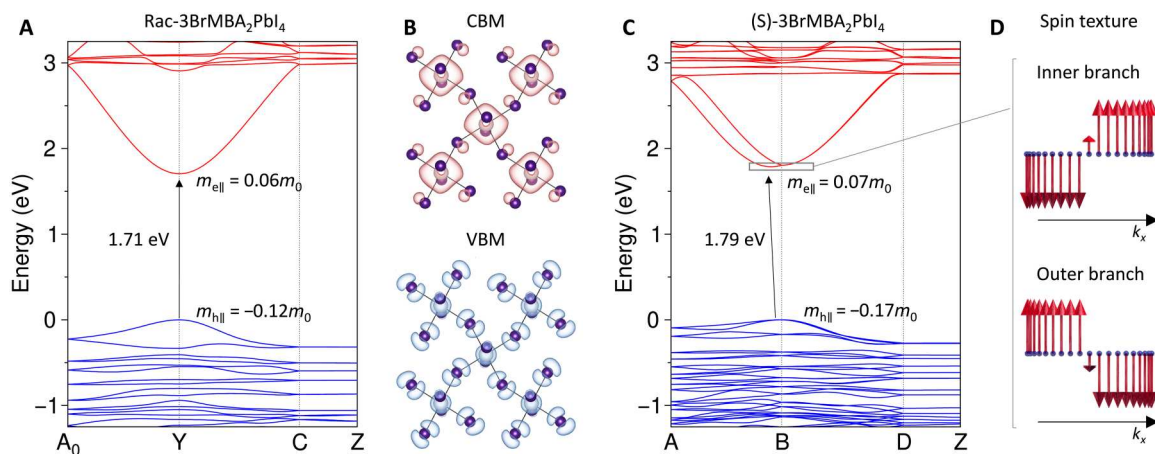 A
Rac-3BrMBA₂PbI₄
Energy (eV)
3
2
1
0
−1
1.71 eV
mₑ∥ = 0.06m₀
mₕ∥ = −0.12m₀
A₀
Y
C
Z
B
CBM
VBM
C
(S)-3BrMBA₂PbI₄
Energy (eV)
3
2
1
0
−1
1.79 eV
mₑ∥ = 0.07m₀
mₕ∥ = −0.17m₀
A
B
D
Z
D
Spin texture
Inner branch
kₓ
Outer branch
kₓ